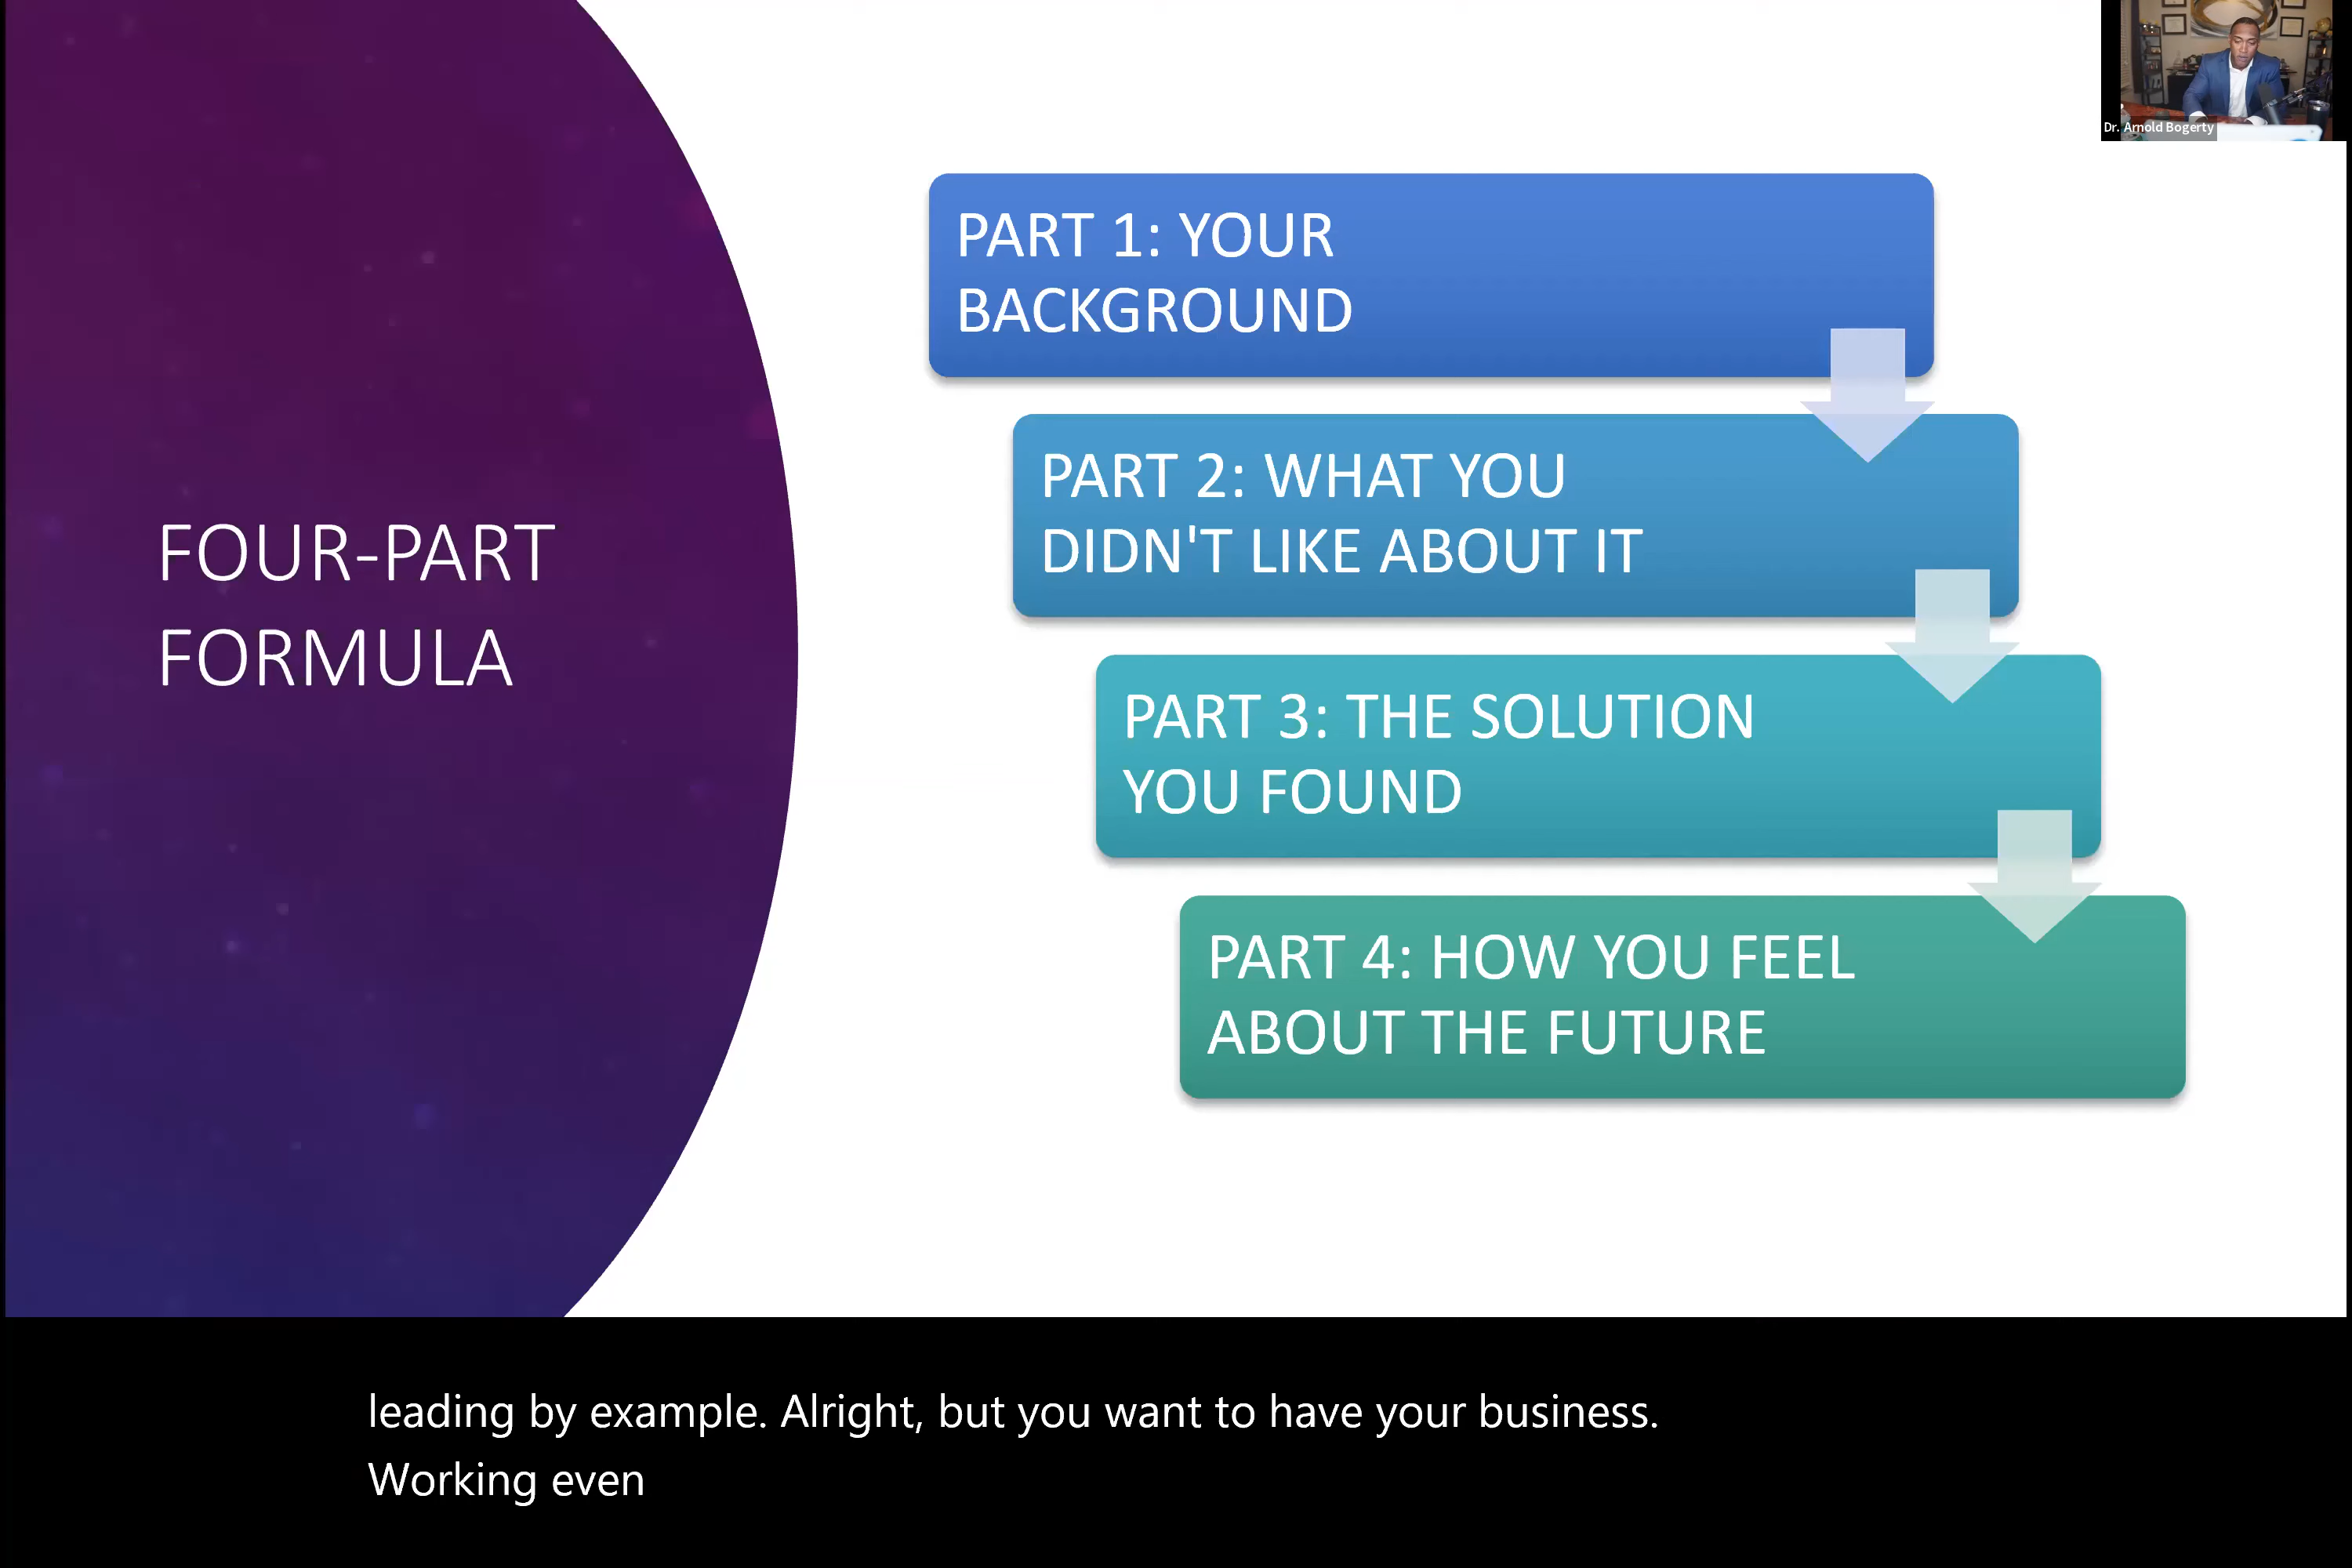 Dr. Arnold Bogerty
FOUR-PART
FORMULA
PART 1: YOUR
BACKGROUND
PART 2: WHAT YOU
DIDN'T LIKE ABOUT IT
PART 3: THE SOLUTION
YOU FOUND
PART 4: HOW YOU FEEL
ABOUT THE FUTURE
leading by example. Alright, but you want to have your business.
Working even